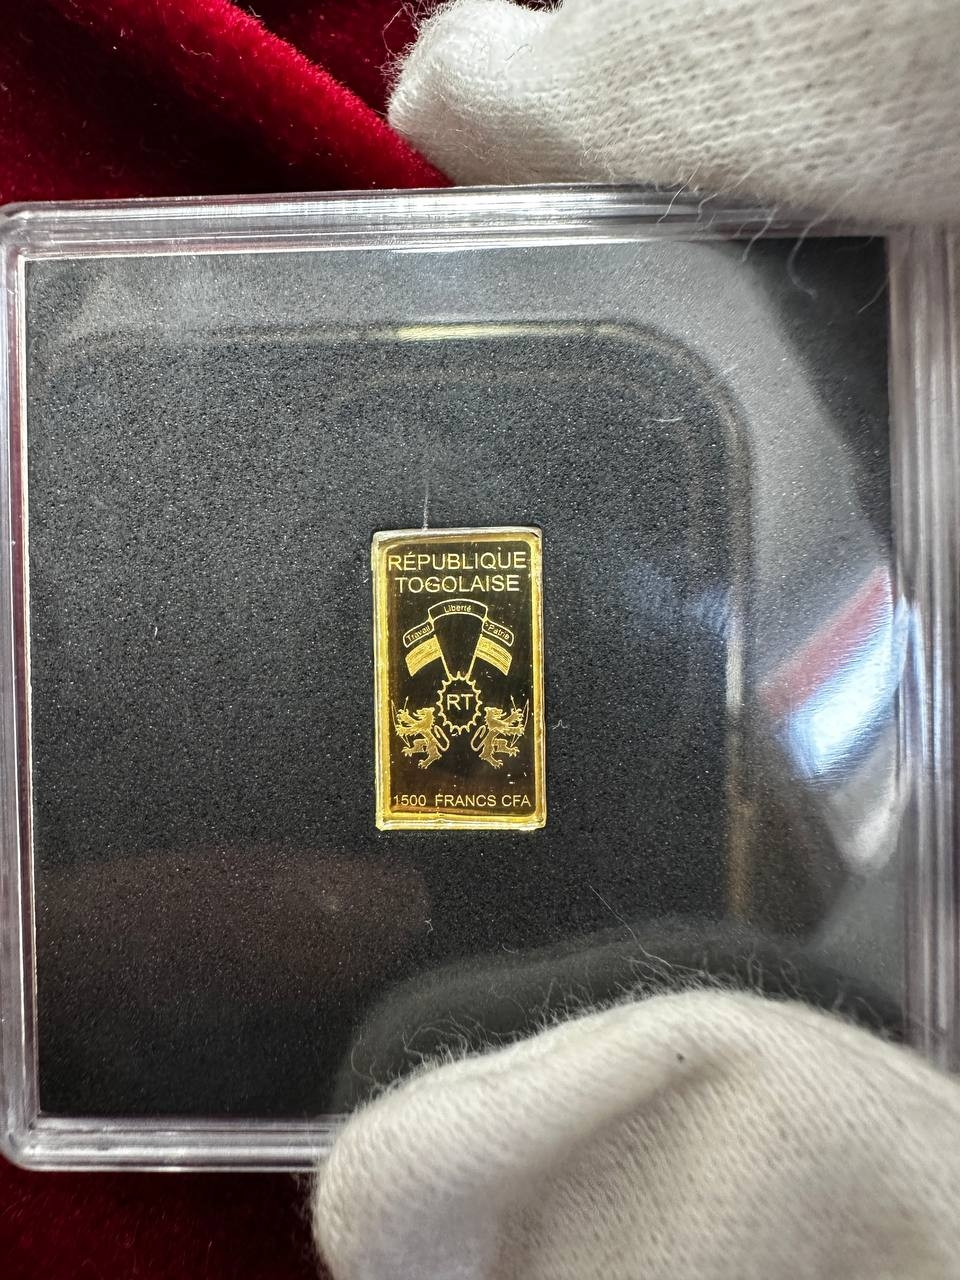 RÉPUBLIQUE
TOGOLAISE
Liberté
Travail
Patrie
RT
1500 FRANCS CFA